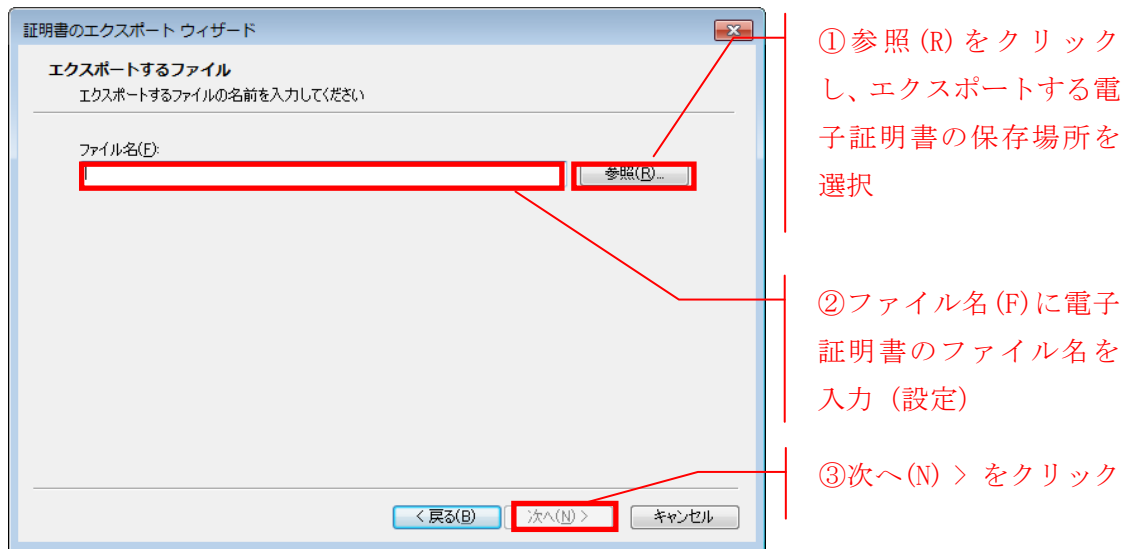 証明書のエクスポート ウィザード
エクスポートするファイル
エクスポートするファイルの名前を入力してください
ファイル名(F):
参照(R)...
< 戻る(B)
次へ(N) >
キャンセル
①参照(R)をクリック
し、エクスポートする電
子証明書の保存場所を
選択
②ファイル名(F)に電子
証明書のファイル名を
入力（設定）
③次へ(N) > をクリック